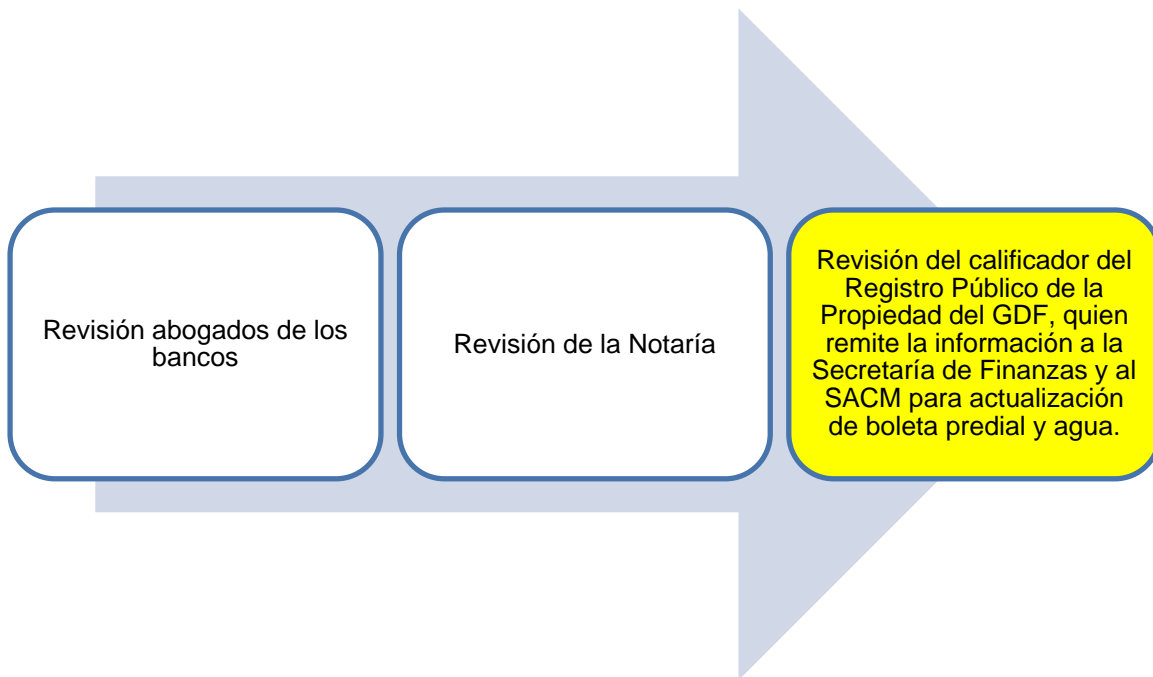 Revisión abogados de los
bancos
Revisión de la Notaría
Revisión del calificador del
Registro Público de la
Propiedad del GDF, quien
remite la información a la
Secretaría de Finanzas y al
SACM para actualización
de boleta predial y agua.